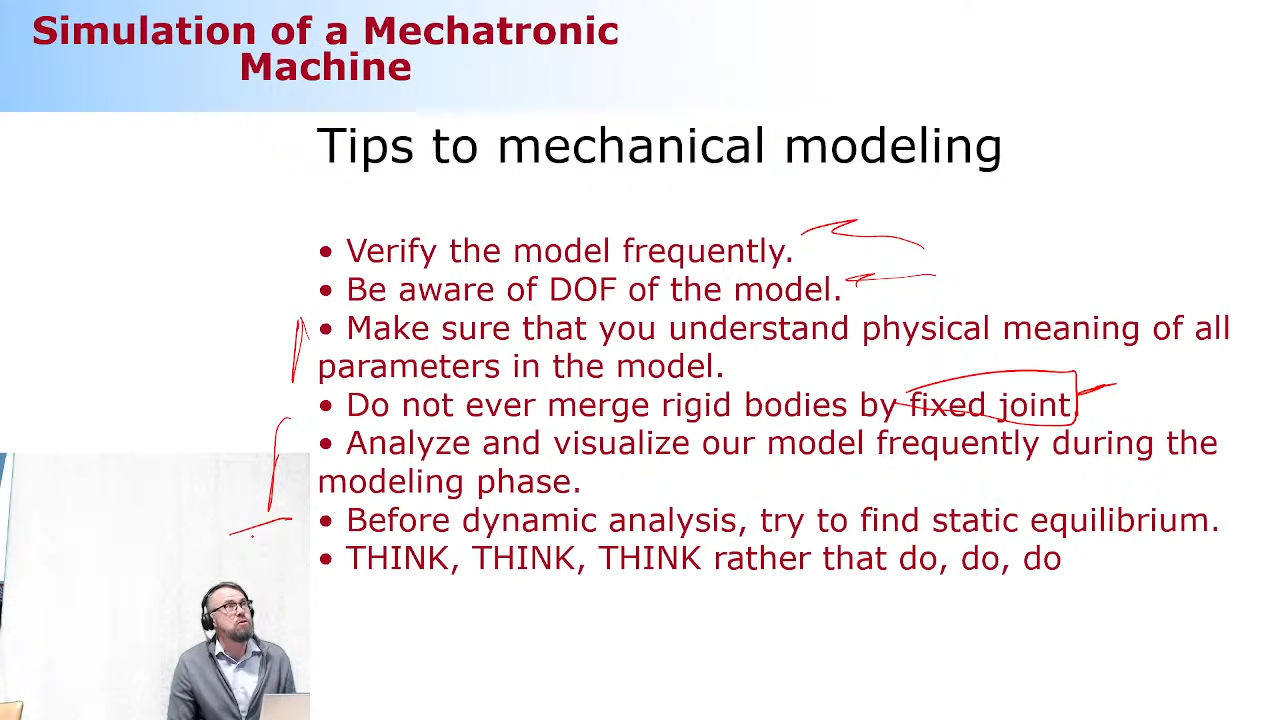 Simulation of a Mechatronic
Machine
Tips to mechanical modeling
• Verify the model frequently.
• Be aware of DOF of the model.
• Make sure that you understand physical meaning of all
parameters in the model.
• Do not ever merge rigid bodies by fixed joint.
• Analyze and visualize our model frequently during the
modeling phase.
• Before dynamic analysis, try to find static equilibrium.
• THINK, THINK, THINK rather that do, do, do